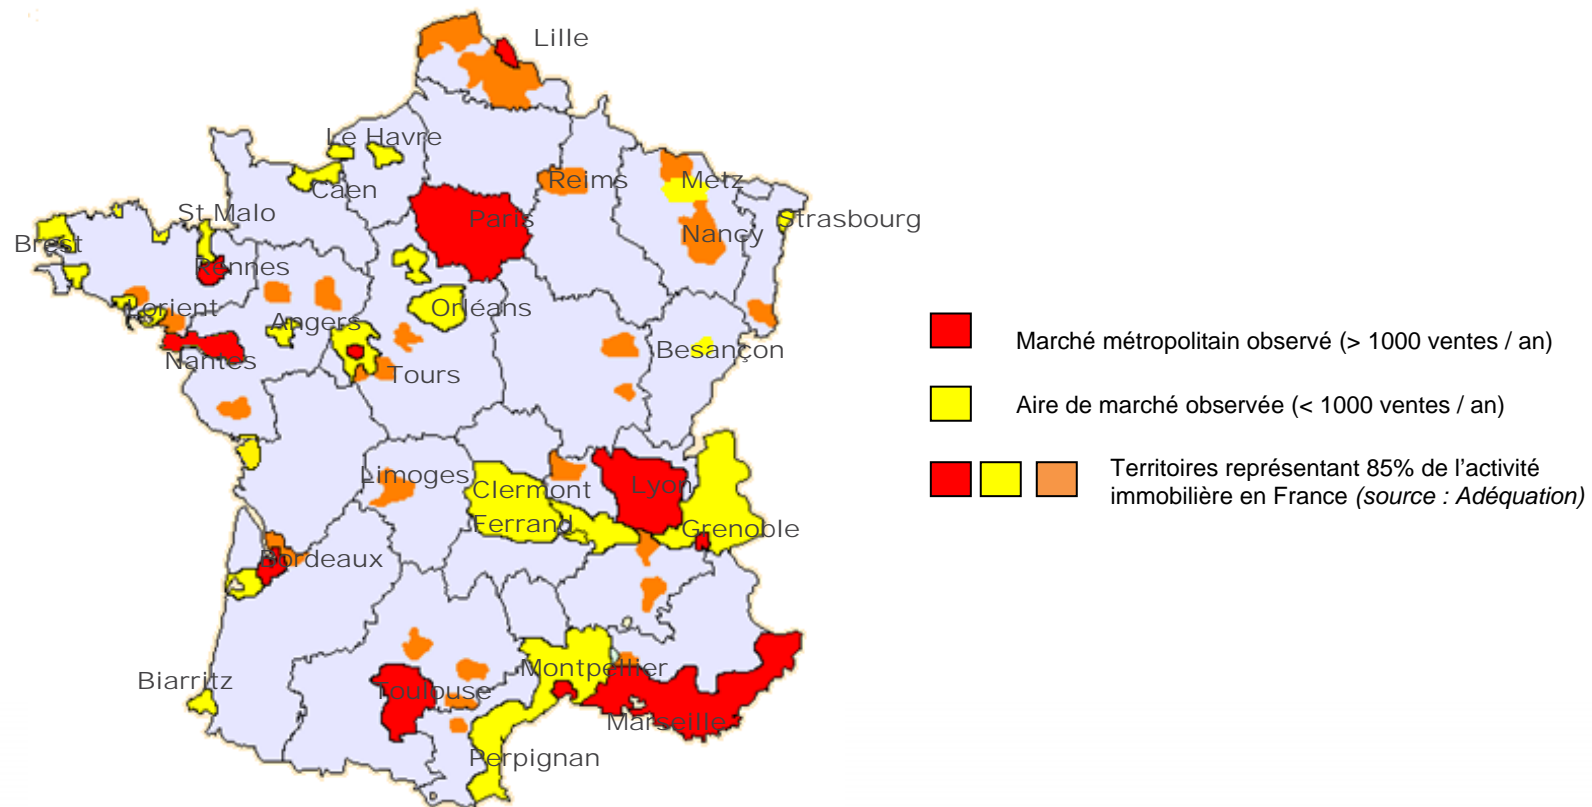 Lille
Le Havre
Caen
Reims
Metz
St Malo
Paris
Strasbourg
Brest
Nancy
Rennes
Lorient
Orléans
Angers
Besançon
Nantes
Tours
Limoges
Clermont
Ferrand
Lyon
Grenoble
Bordeaux
Biarritz
Montpellier
Toulouse
Marseille
Perpignan
Marché métropolitain observé (> 1000 ventes / an)
Aire de marché observée (< 1000 ventes / an)
Territoires représentant 85% de l’activité
immobilière en France (source : Adéquation)